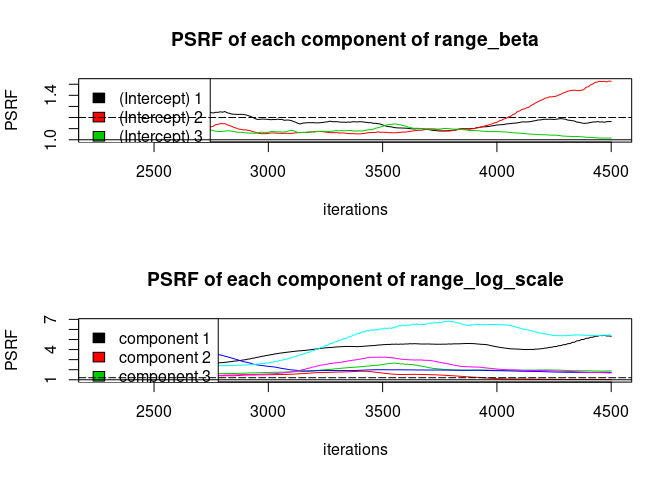 PSRF of each component of range_beta
PSRF
1.0 1.4
(Intercept) 1
(Intercept) 2
(Intercept) 3
2500 3000 3500 4000 4500
iterations
PSRF of each component of range_log_scale
PSRF
1 4 7
component 1
component 2
component 3
2500 3000 3500 4000 4500
iterations